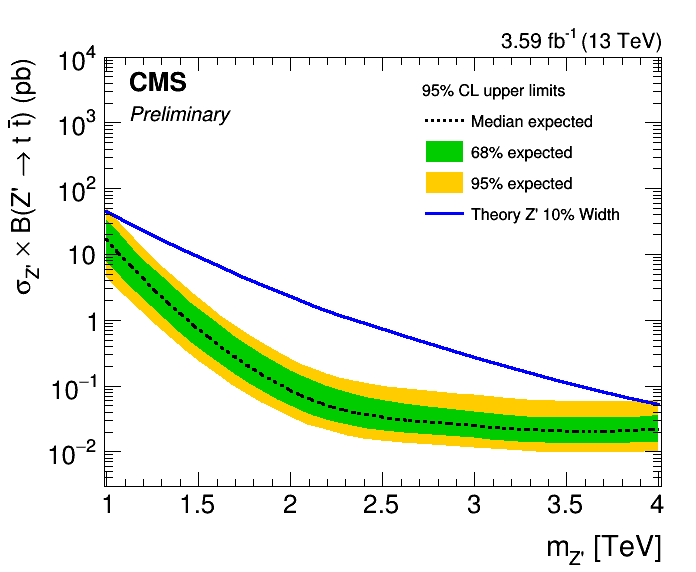 3.59 fb⁻¹ (13 TeV)
CMS
Preliminary
95% CL upper limits
Median expected
68% expected
95% expected
Theory Z' 10% Width
σ_Z' × B(Z' → t t̄) (pb)
10⁴
10³
10²
10
1
10⁻¹
10⁻²
1 1.5 2 2.5 3 3.5 4
m_Z' [TeV]